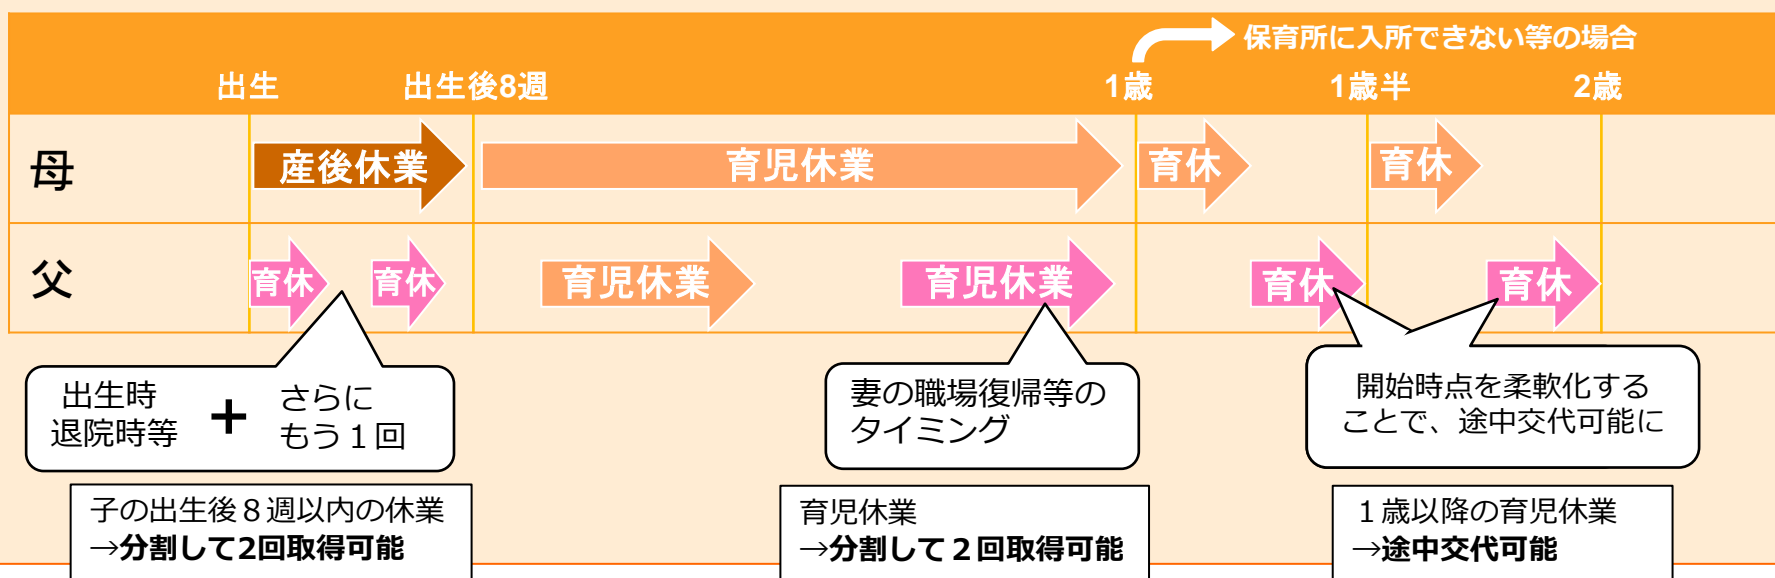 保育所に入所できない等の場合
出生
出生後8週
1歳
1歳半
2歳
母
産後休業
育児休業
育休
育休
父
育休
育休
育児休業
育児休業
育休
育休
出生時
退院時等
+
さらに
もう１回
妻の職場復帰等の
タイミング
開始時点を柔軟化する
ことで、途中交代可能に
子の出生後８週以内の休業
→分割して2回取得可能
育児休業
→分割して２回取得可能
１歳以降の育児休業
→途中交代可能